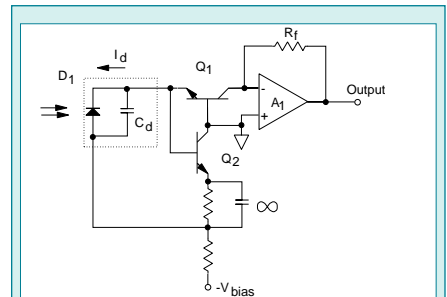 R_f
I_d
Q_1
D_1
-
A_1
+
Output
C_d
Q_2
∞
-V_bias